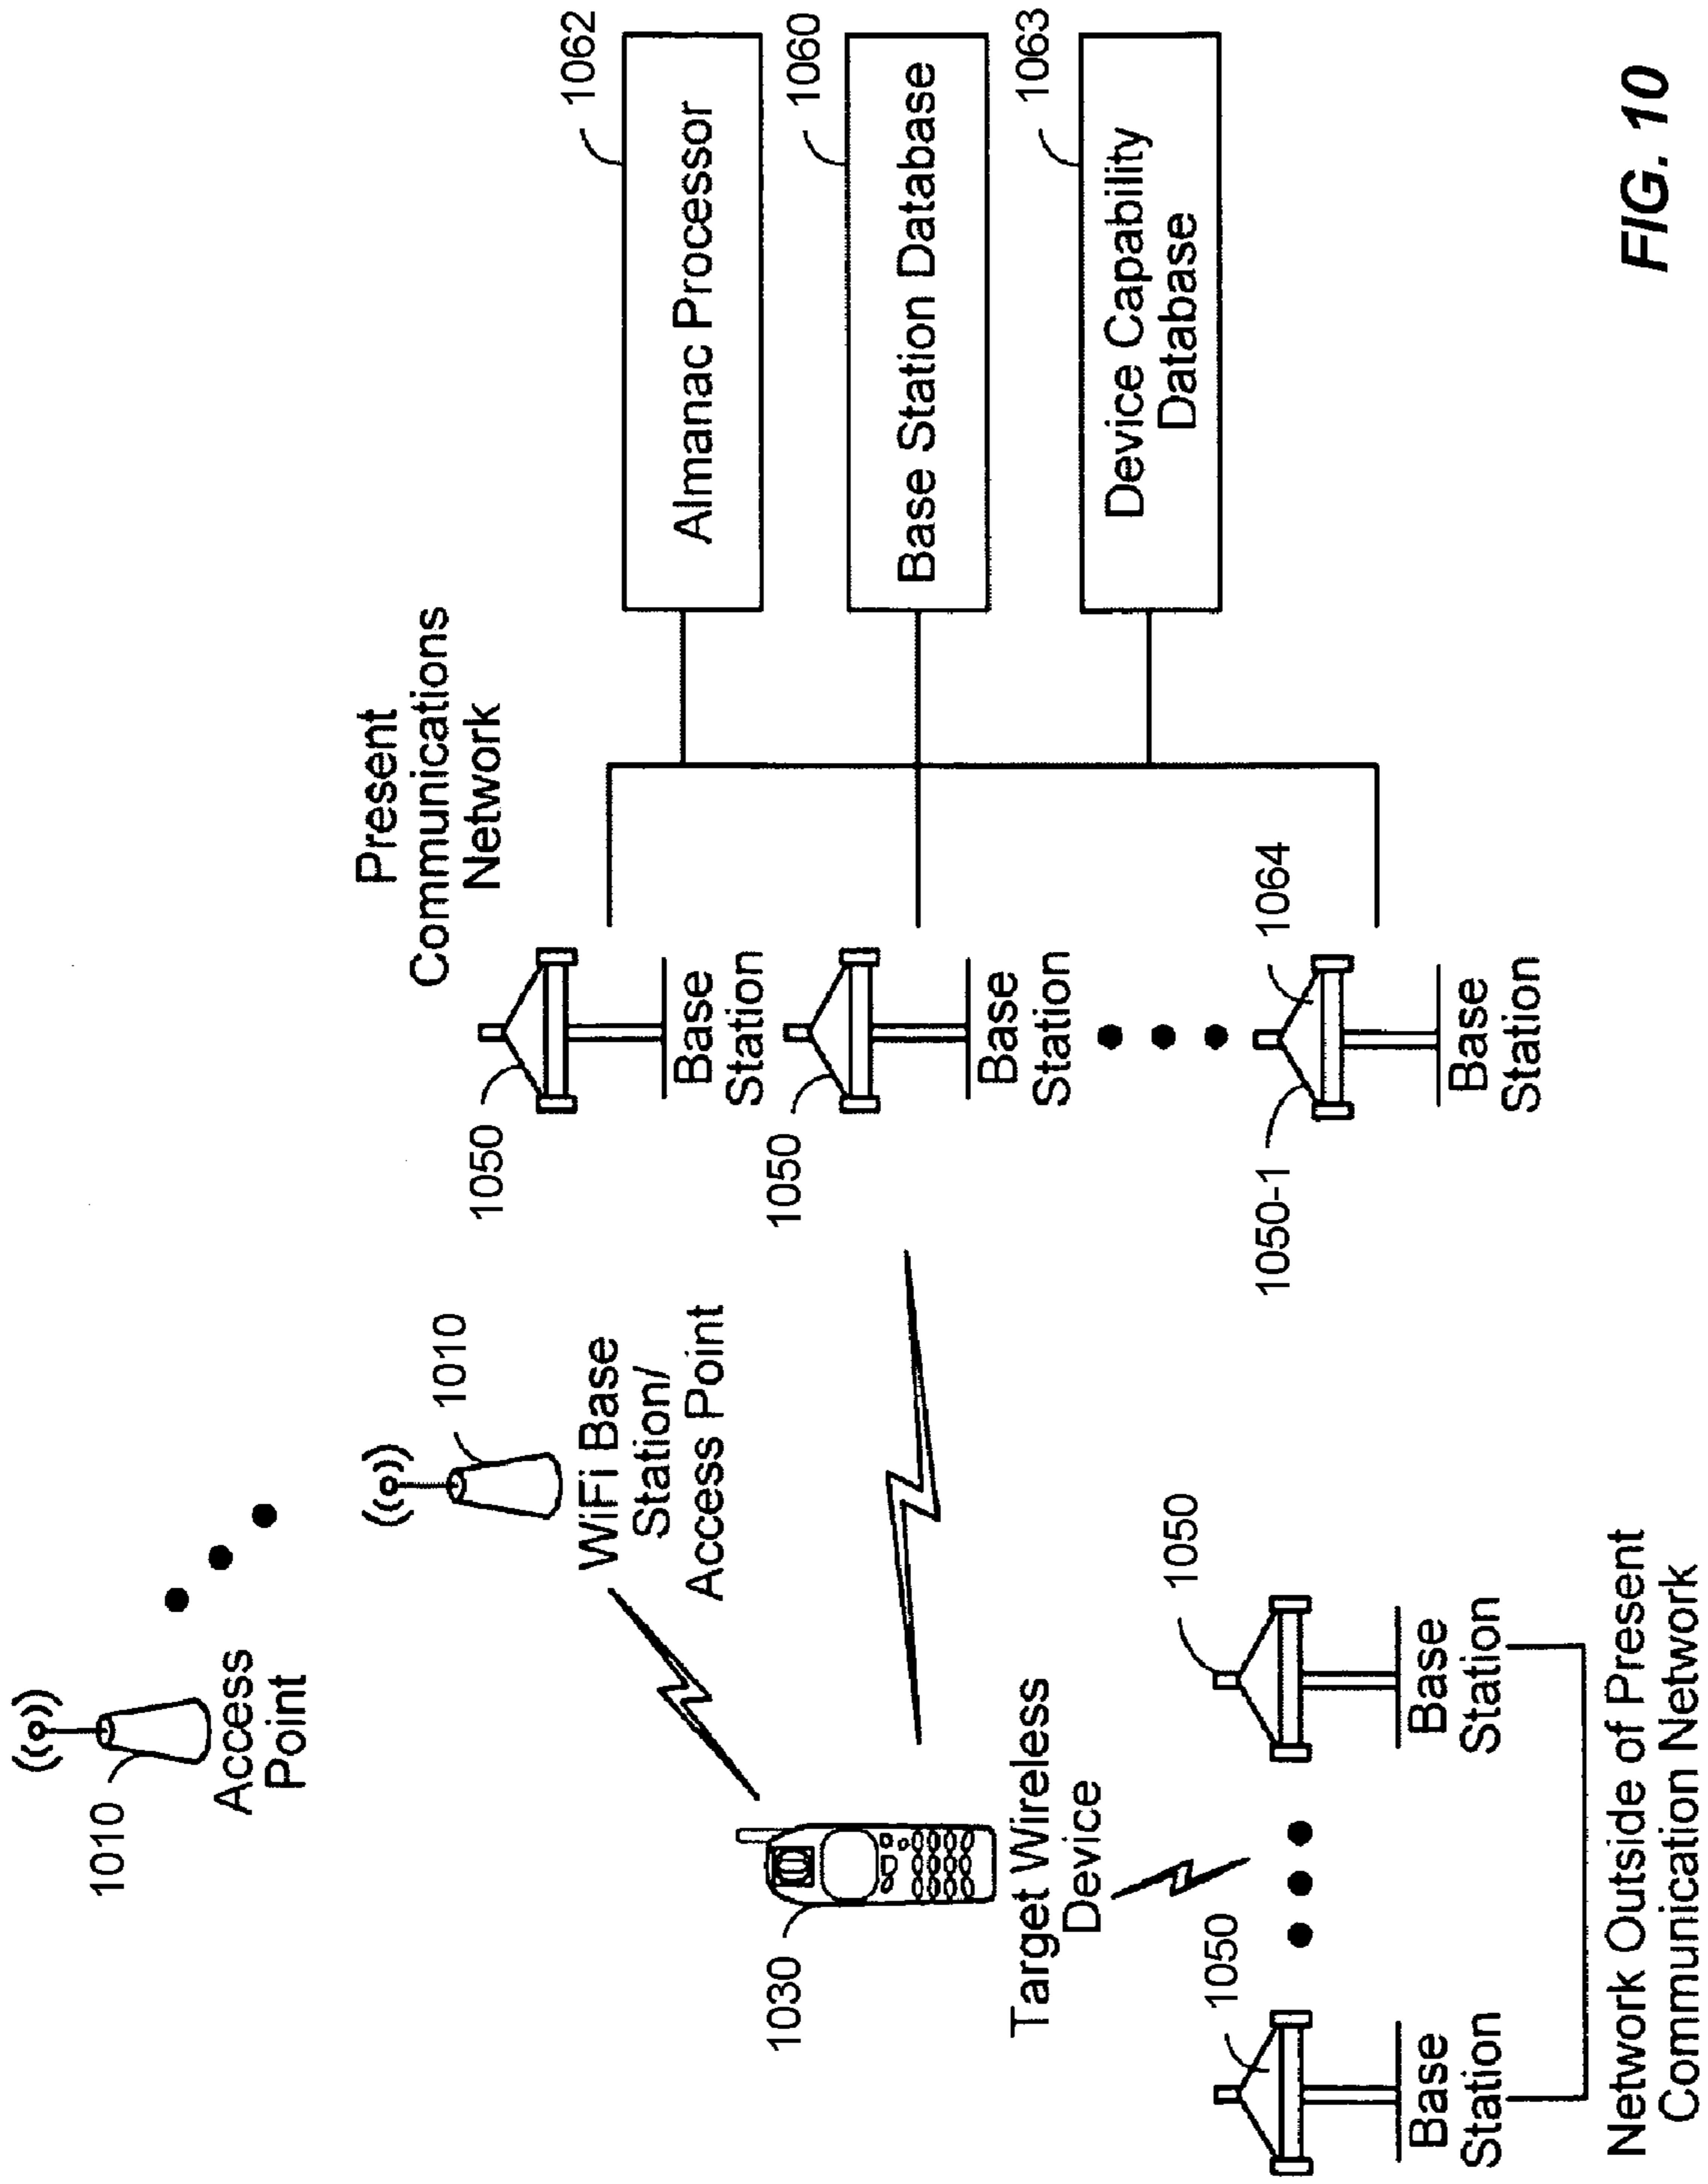 1010
Access
Point
1010
WiFi Base
Station/
Access Point
Present
Communications
Network
1050
Base
Station
1050
Base
Station
1050-1
1064
Base
Station
1062
Almanac Processor
1060
Base Station Database
1063
Device Capability
Database
1030
Target Wireless
Device
1050
Base
Station
1050
Base
Station
Network Outside of Present
Communication Network
FIG. 10